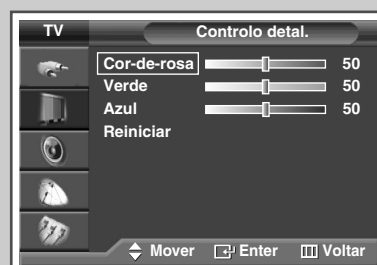 TV Controlo detal.
Cor-de-rosa 50
Verde 50
Azul 50
Reiniciar
Mover Enter Voltar